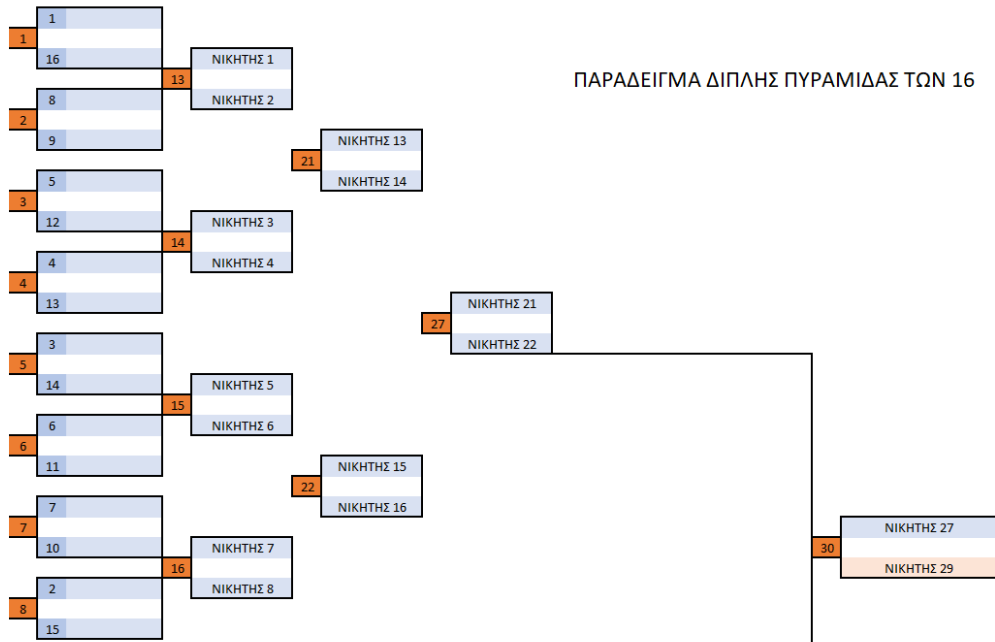 ΠΑΡΑΔΕΙΓΜΑ ΔΙΠΛΗΣ ΠΥΡΑΜΙΔΑΣ ΤΩΝ 16
1
1
16
2
8
9
3
5
12
4
4
13
5
3
14
6
6
11
7
7
10
8
2
15
13
ΝΙΚΗΤΗΣ 1
ΝΙΚΗΤΗΣ 2
14
ΝΙΚΗΤΗΣ 3
ΝΙΚΗΤΗΣ 4
15
ΝΙΚΗΤΗΣ 5
ΝΙΚΗΤΗΣ 6
16
ΝΙΚΗΤΗΣ 7
ΝΙΚΗΤΗΣ 8
21
ΝΙΚΗΤΗΣ 13
ΝΙΚΗΤΗΣ 14
22
ΝΙΚΗΤΗΣ 15
ΝΙΚΗΤΗΣ 16
27
ΝΙΚΗΤΗΣ 21
ΝΙΚΗΤΗΣ 22
30
ΝΙΚΗΤΗΣ 27
ΝΙΚΗΤΗΣ 29